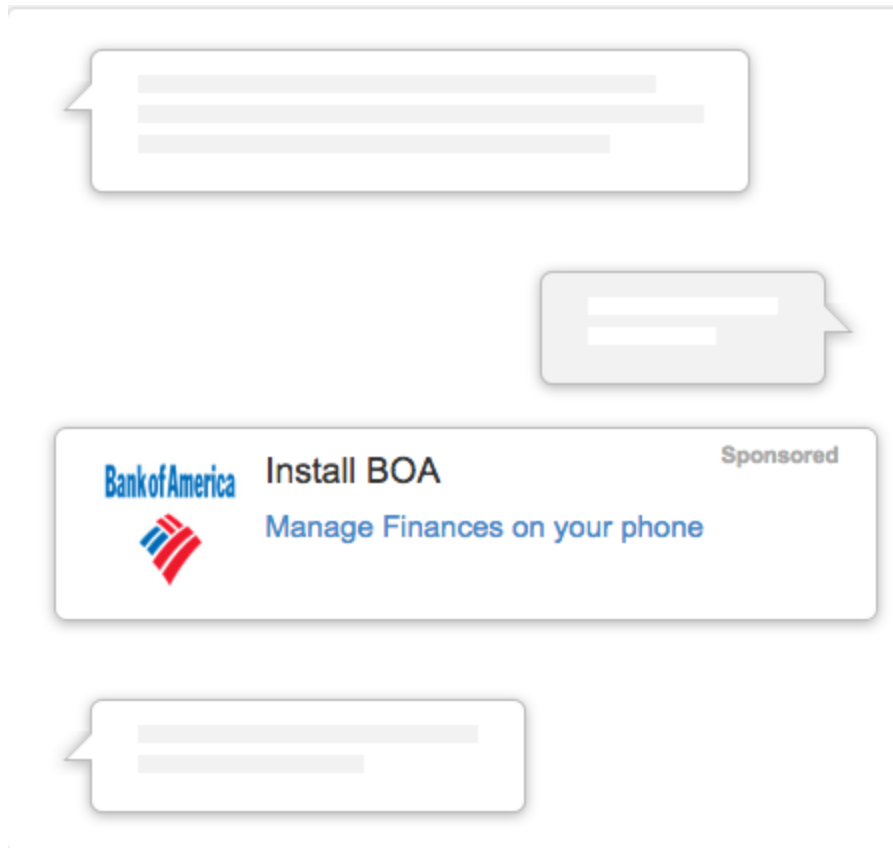 Sponsored
Install BOA
Bank of America
Manage Finances on your phone